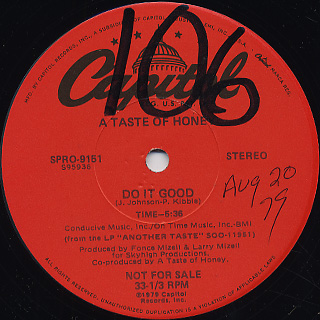 106
Capitol
A TASTE OF HONEY
SPRO-9161
S95936
STEREO
DO IT GOOD
(J. Johnson-P. Kibble)
TIME-5:36
Aug 20
79
Conducive Music, Inc./On Time Music, Inc.-BMI
(from the LP "ANOTHER TASTE" SOO-11951)
Produced by Fonce Mizell & Larry Mizell
for Skyhigh Productions.
Co-produced by A Taste of Honey.
NOT FOR SALE
33-1/3 RPM
©1979 Capitol
Records, Inc.